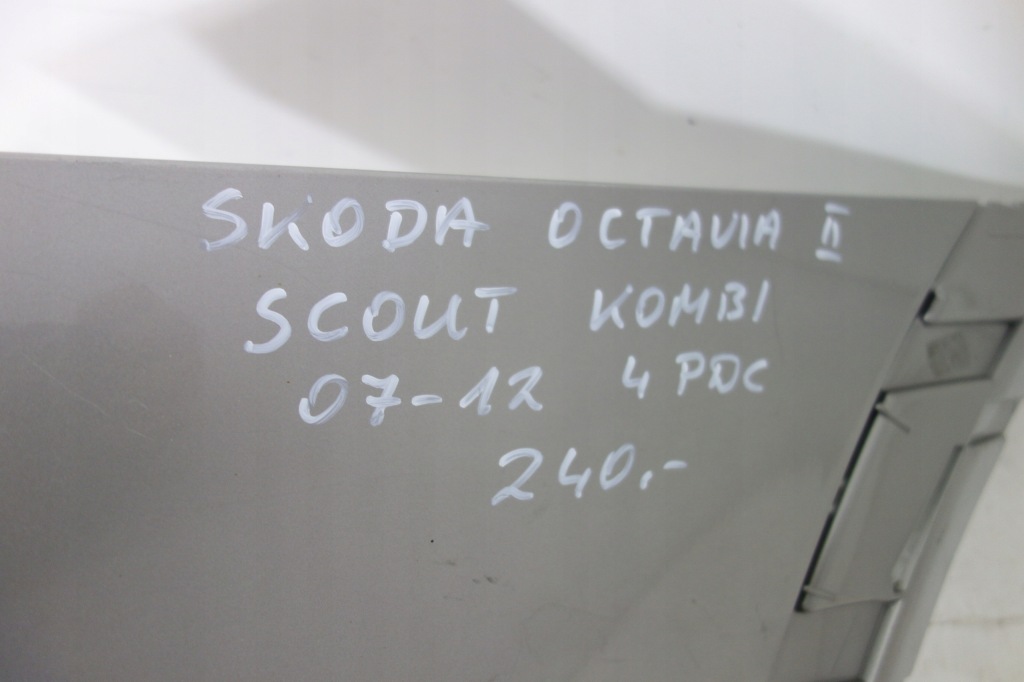 SKODA OCTAVIA II
SCOUT KOMBI
07-12 4 PDC
240.-